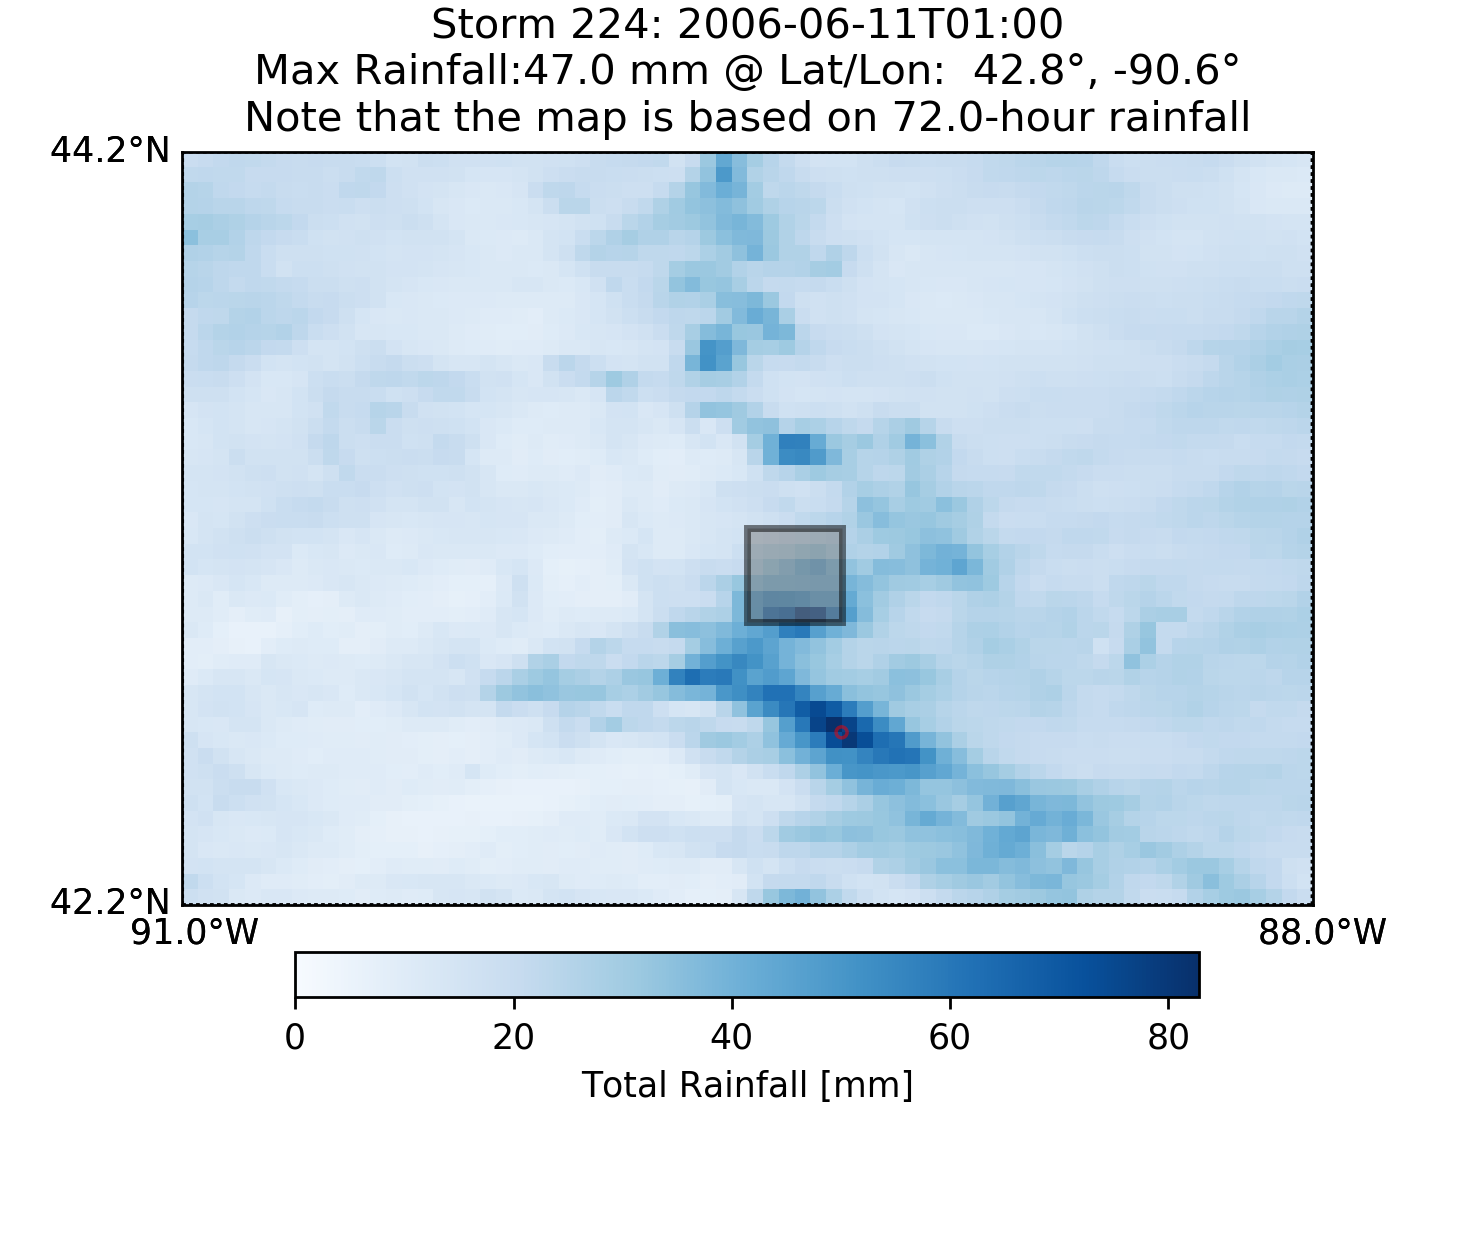 Storm 224: 2006-06-11T01:00
Max Rainfall:47.0 mm @ Lat/Lon:  42.8°, -90.6°
Note that the map is based on 72.0-hour rainfall
44.2°N
42.2°N
91.0°W 88.0°W
0 20 40 60 80
Total Rainfall [mm]